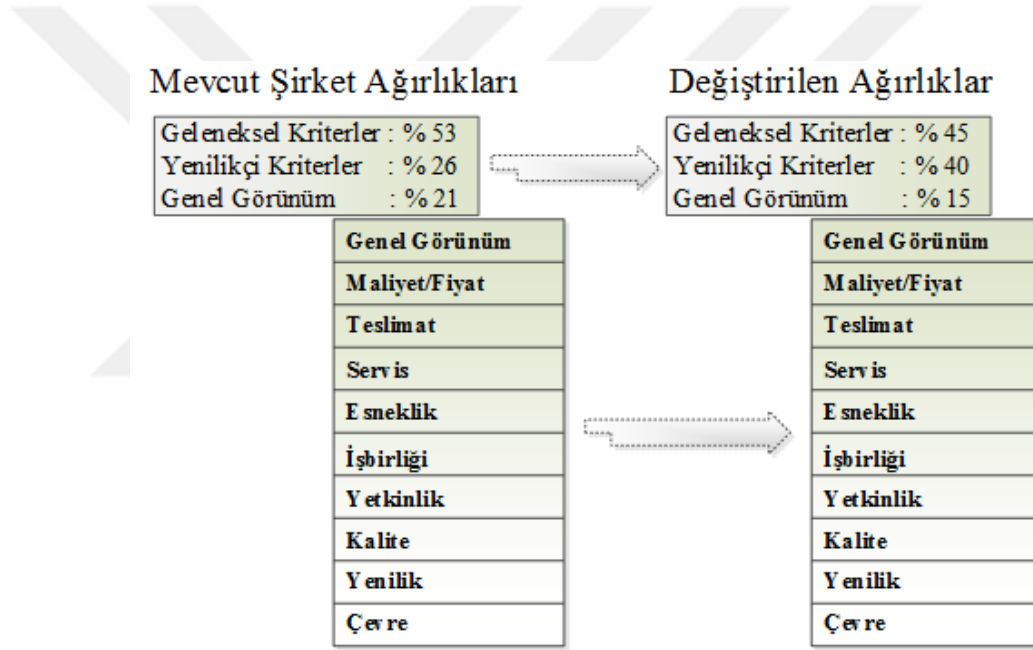 Mevcut Şirket Ağırlıkları
Geleneksel Kriterler : % 53
Yenilikçi Kriterler : % 26
Genel Görünüm : % 21
Genel Görünüm
Maliyet/Fiyat
Teslimat
Servis
Esneklik
İşbirliği
Yetkinlik
Kalite
Yenilik
Çevre
Değiştirilen Ağırlıklar
Geleneksel Kriterler : % 45
Yenilikçi Kriterler : % 40
Genel Görünüm : % 15
Genel Görünüm
Maliyet/Fiyat
Teslimat
Servis
Esneklik
İşbirliği
Yetkinlik
Kalite
Yenilik
Çevre